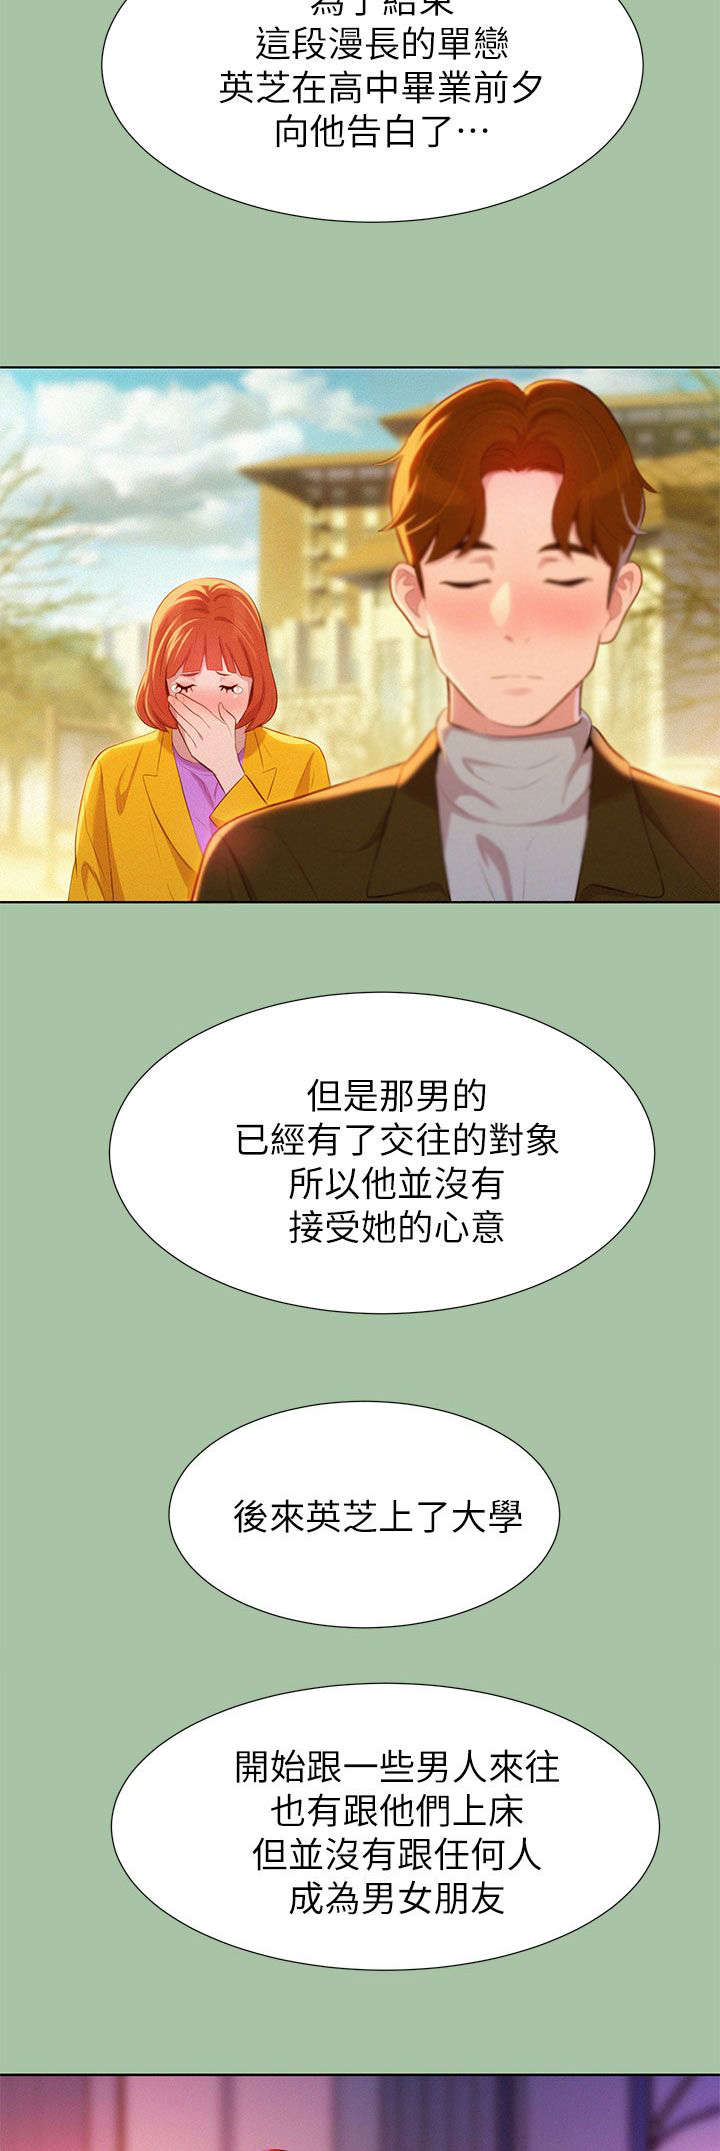 為了結束
這段漫長的單戀
英芝在高中畢業前夕
向他告白了⋯
但是那男的
已經有了交往的對象
所以他並沒有
接受她的心意
後來英芝上了大學
開始跟一些男人來往
也有跟他們上床
但並沒有跟任何人
成為男女朋友